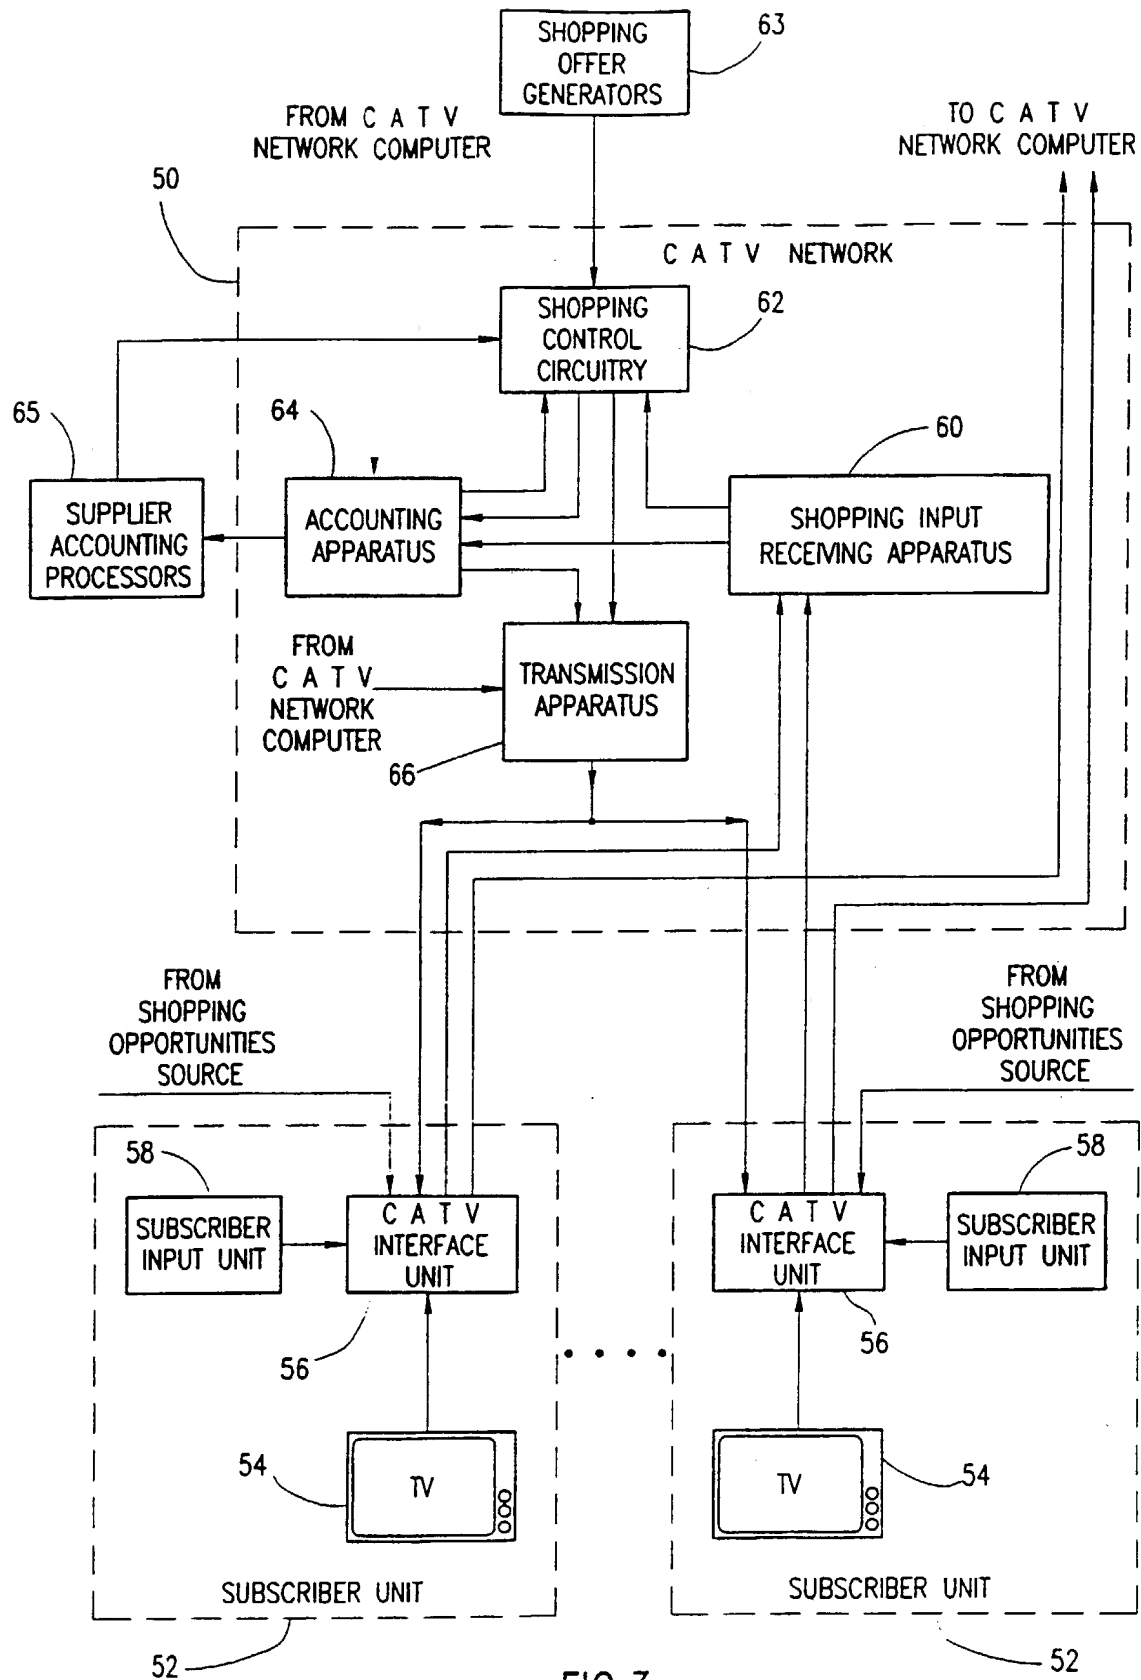 SHOPPING
OFFER
GENERATORS
63
FROM C A T V
NETWORK COMPUTER
TO C A T V
NETWORK COMPUTER
50
C A T V NETWORK
SHOPPING
CONTROL
CIRCUITRY
62
65
64
60
SUPPLIER
ACCOUNTING
PROCESSORS
ACCOUNTING
APPARATUS
SHOPPING INPUT
RECEIVING APPARATUS
FROM
C A T V
NETWORK
COMPUTER
TRANSMISSION
APPARATUS
66
FROM
SHOPPING
OPPORTUNITIES
SOURCE
FROM
SHOPPING
OPPORTUNITIES
SOURCE
58
SUBSCRIBER
INPUT UNIT
C A T V
INTERFACE
UNIT
C A T V
INTERFACE
UNIT
58
SUBSCRIBER
INPUT UNIT
56
56
54
TV
TV
54
SUBSCRIBER UNIT
SUBSCRIBER UNIT
52
52